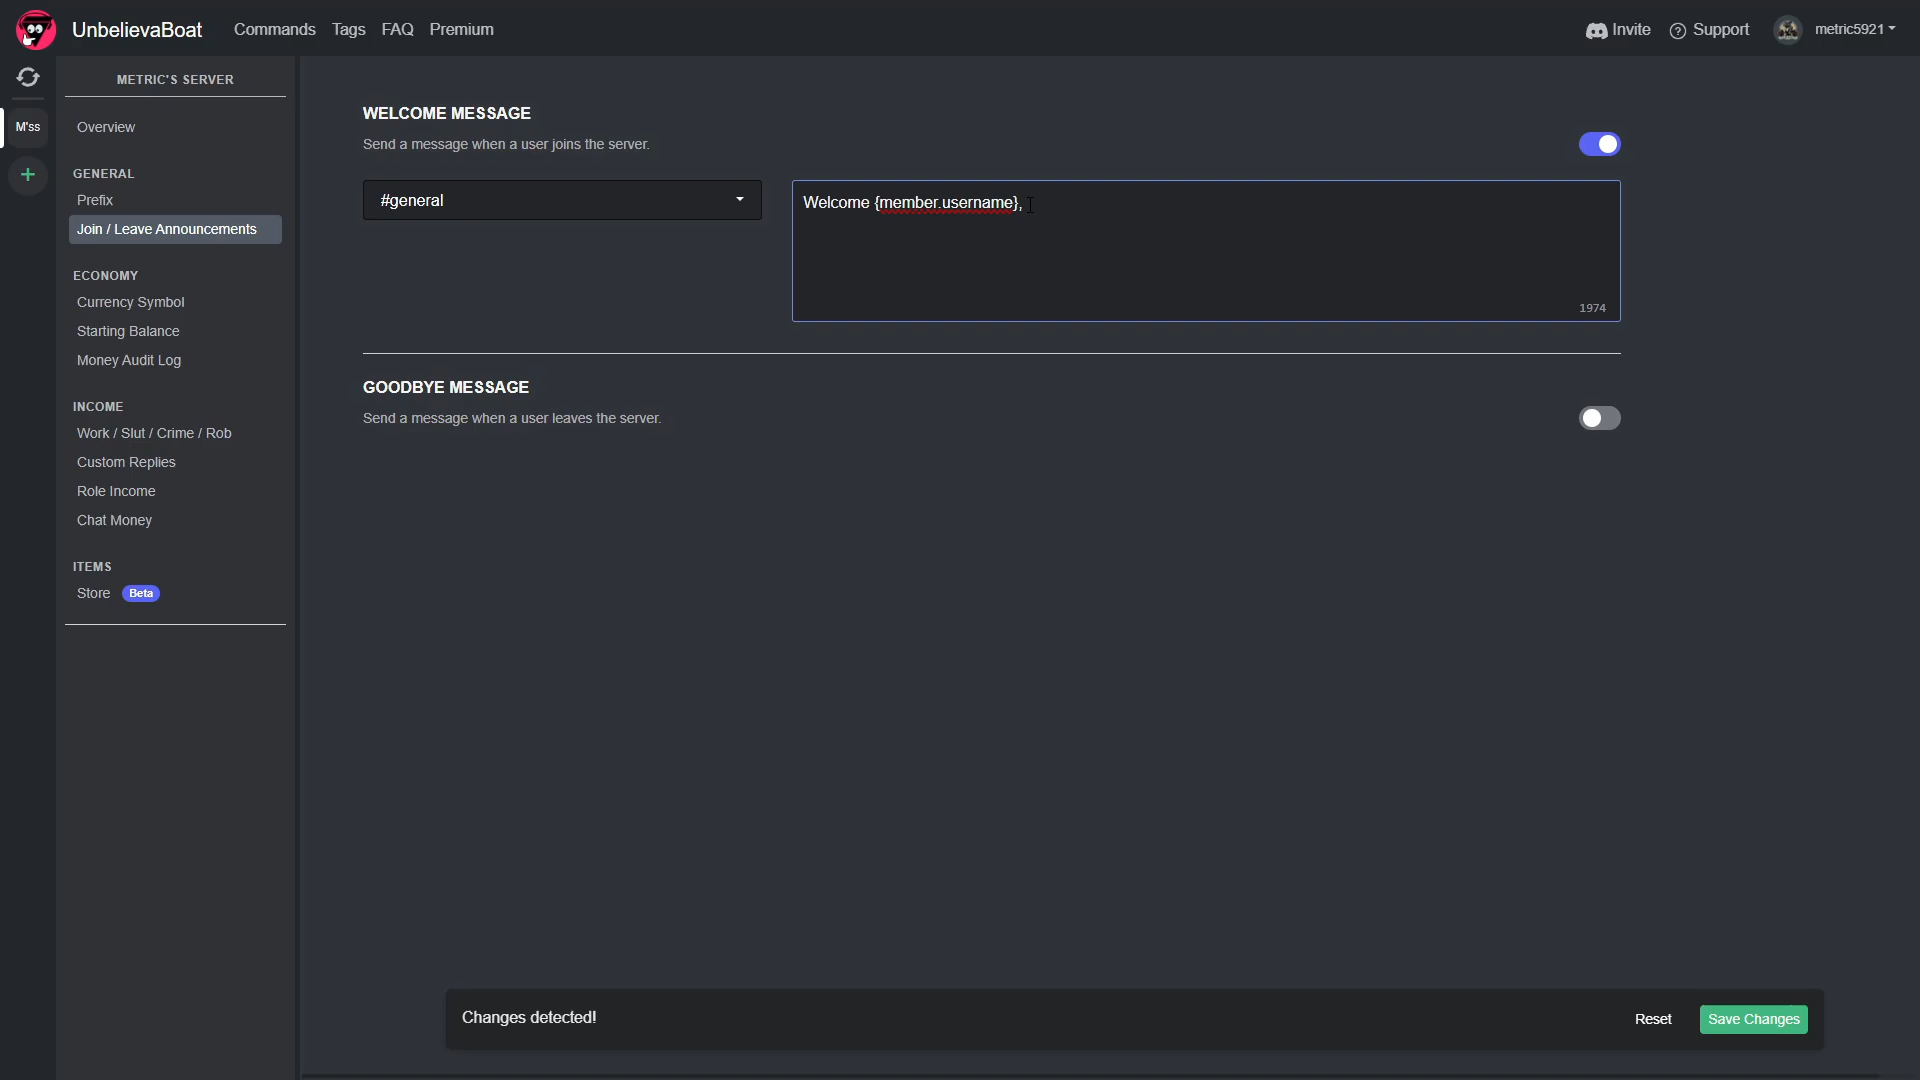 UnbelievaBoat Commands Tags FAQ Premium Invite Support metric5921
METRIC'S SERVER
M'ss
Overview
GENERAL
Prefix
Join / Leave Announcements
ECONOMY
Currency Symbol
Starting Balance
Money Audit Log
INCOME
Work / Slut / Crime / Rob
Custom Replies
Role Income
Chat Money
ITEMS
Store Beta
WELCOME MESSAGE
Send a message when a user joins the server.
#general
Welcome {member.username},
1974
GOODBYE MESSAGE
Send a message when a user leaves the server.
Changes detected!
Reset
Save Changes